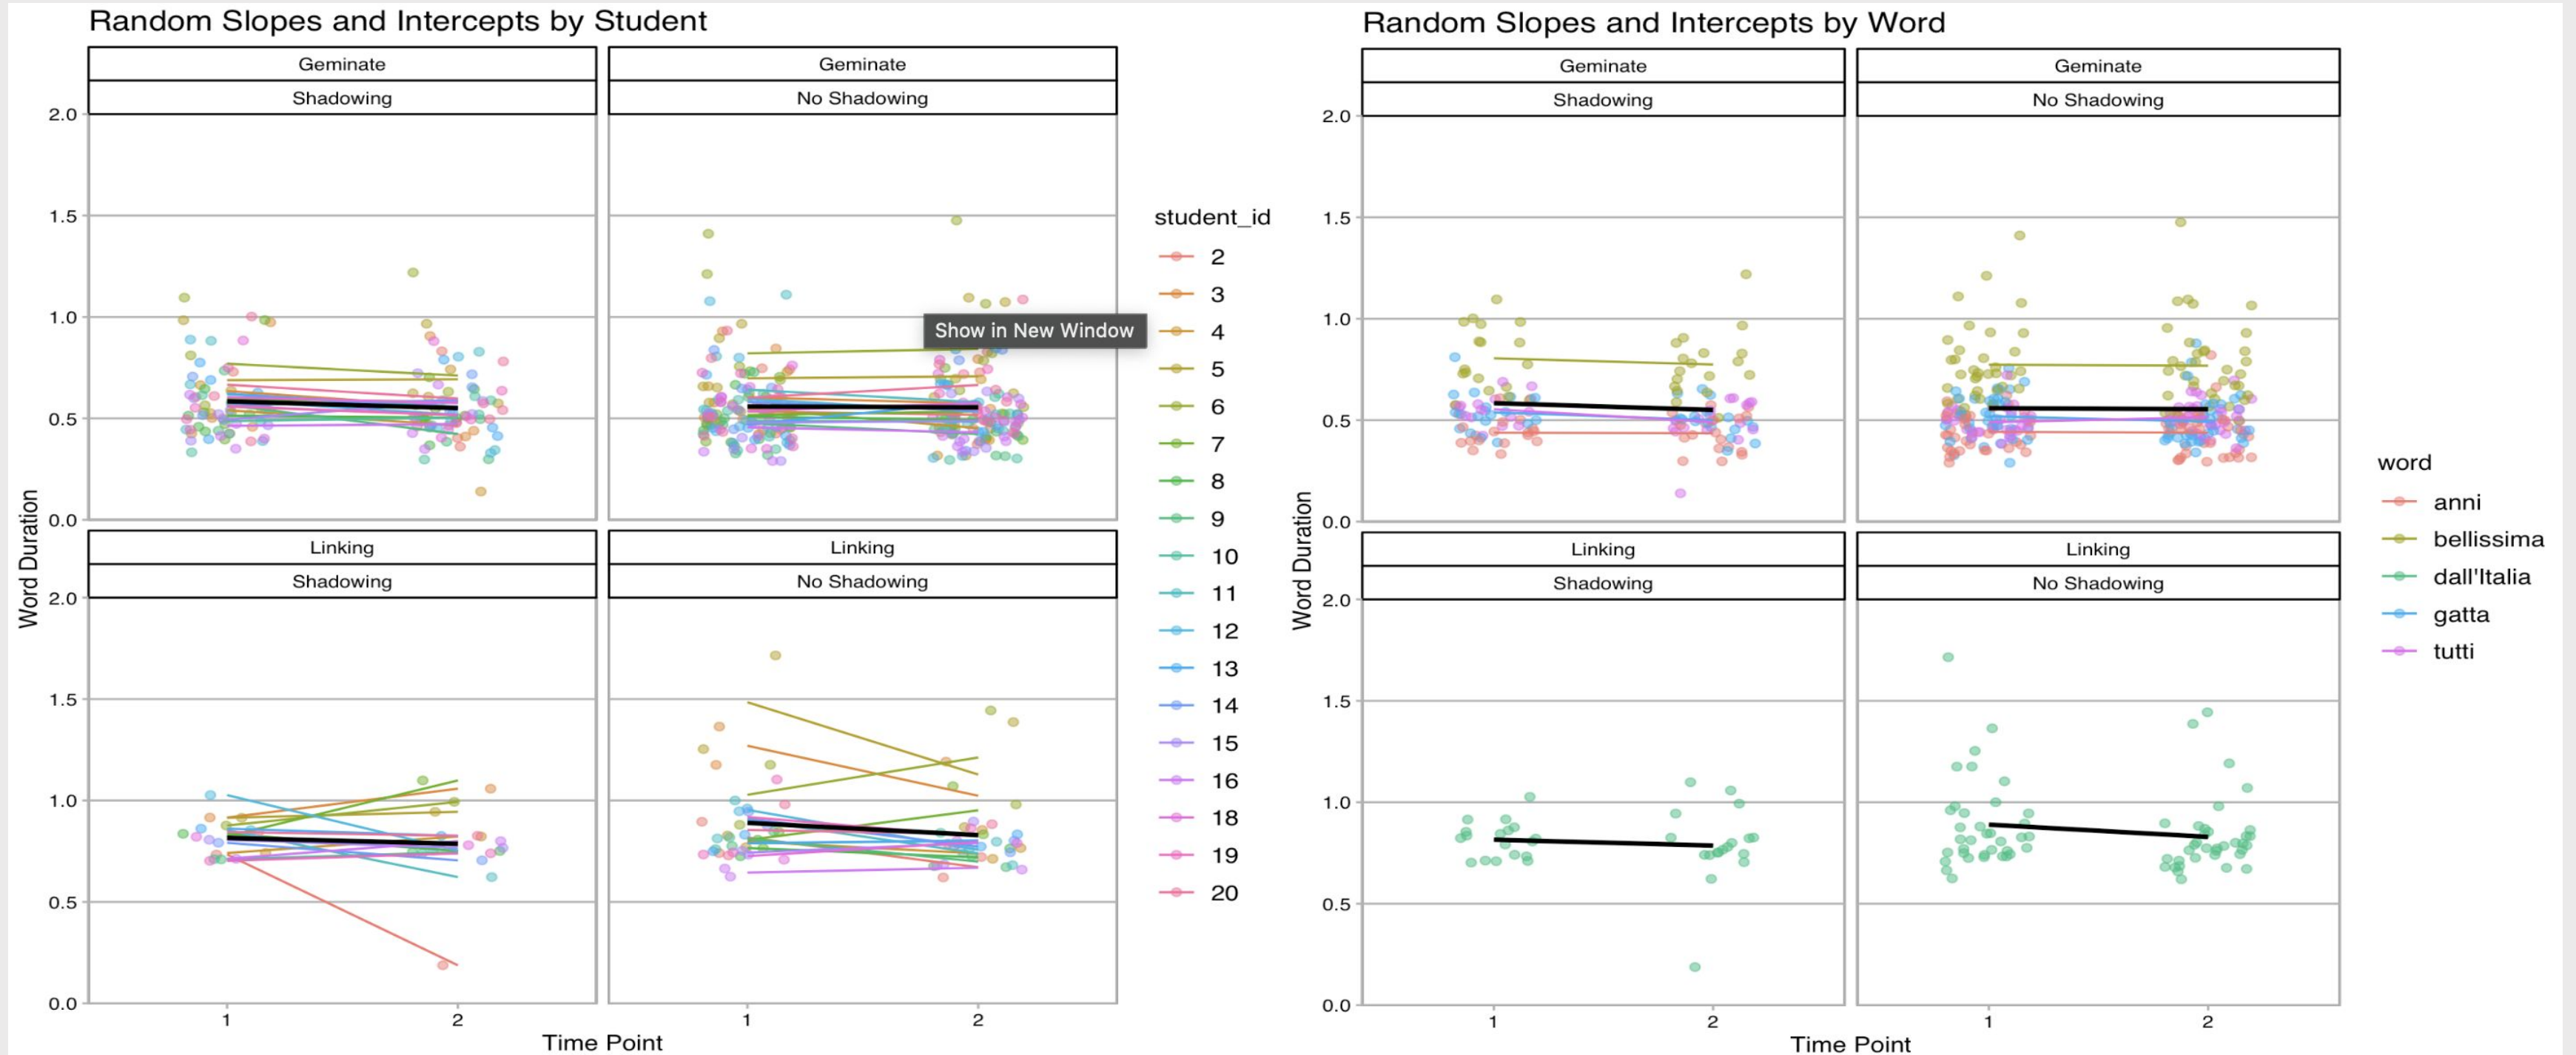 Random Slopes and Intercepts by Student
Geminate
Geminate
Shadowing
No Shadowing
2.0
1.5
1.0
0.5
0.0
Show in New Window
Linking
Linking
Shadowing
No Shadowing
2.0
1.5
1.0
0.5
0.0
1
2
1
2
Word Duration
Time Point
student_id
2
3
4
5
6
7
8
9
10
11
12
13
14
15
16
18
19
20
Random Slopes and Intercepts by Word
Geminate
Geminate
Shadowing
No Shadowing
2.0
1.5
1.0
0.5
0.0
Linking
Linking
Shadowing
No Shadowing
2.0
1.5
1.0
0.5
0.0
1
2
1
2
Word Duration
Time Point
word
anni
bellissima
dall'Italia
gatta
tutti